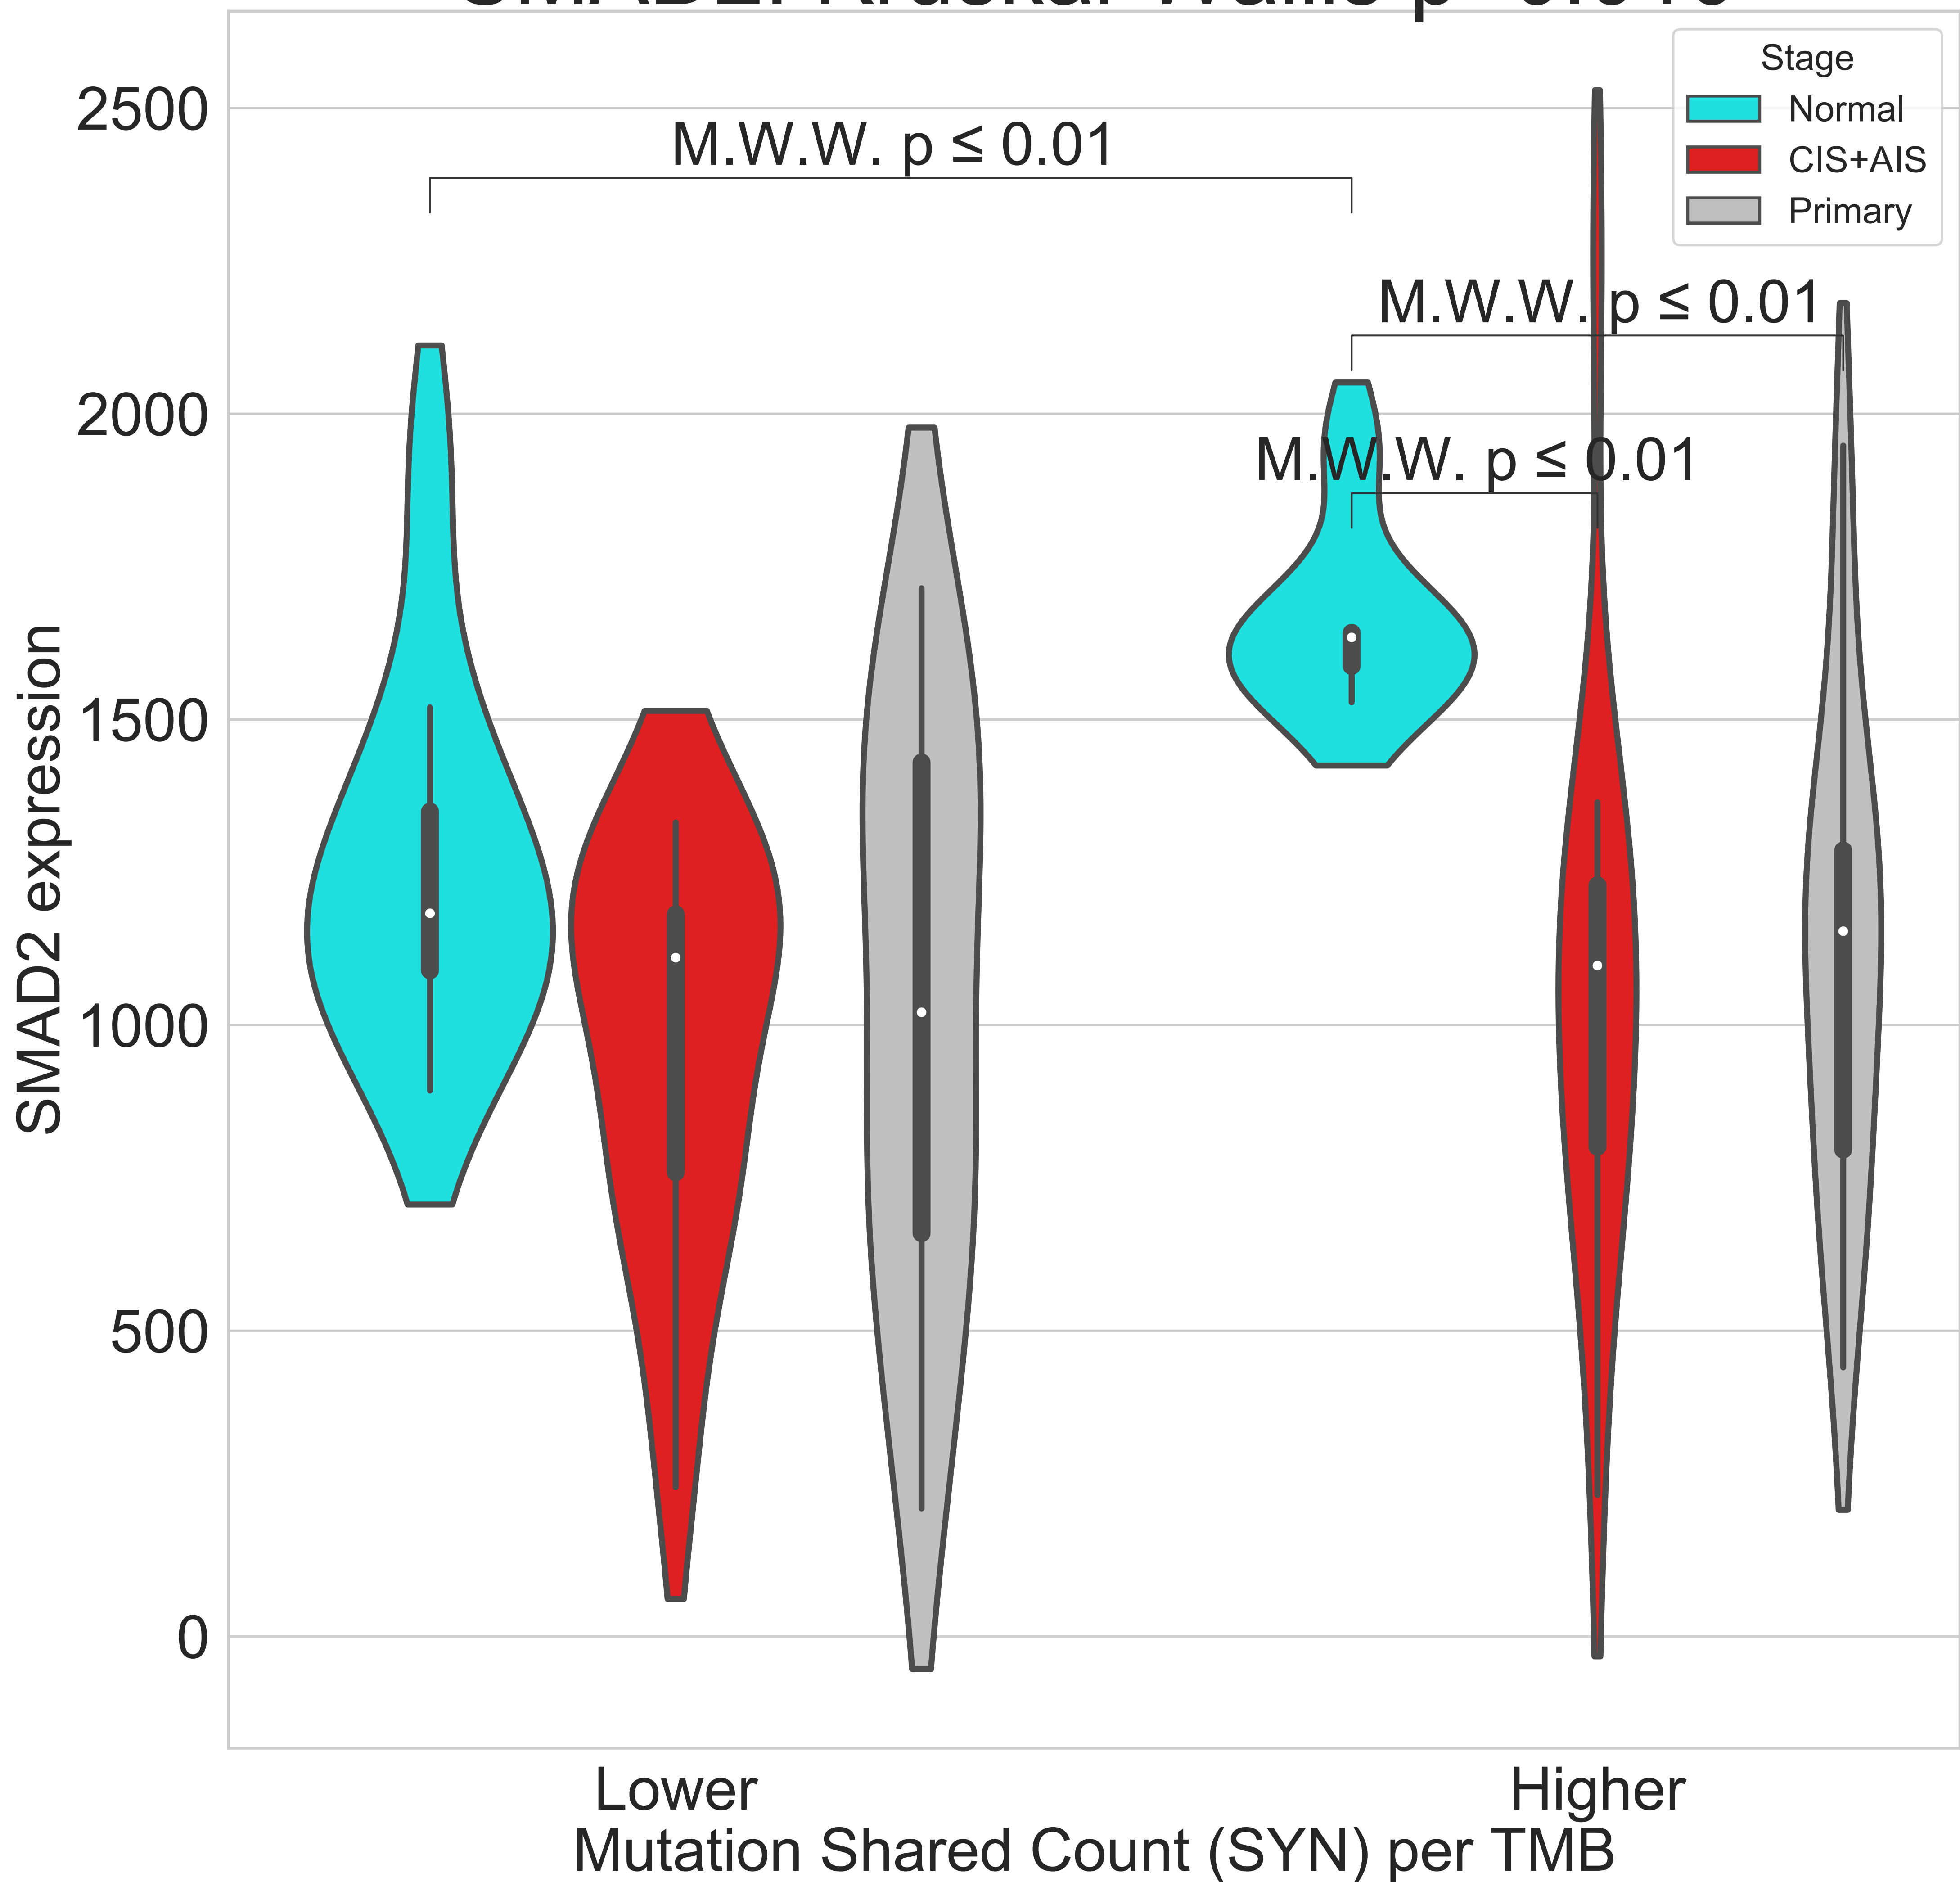 Stage
Normal
CIS+AIS
Primary
M.W.W. p ≤ 0.01
M.W.W. p ≤ 0.01
M.W.W. p ≤ 0.01
2500
2000
1500
1000
500
0
SMAD2 expression
Lower
Higher
Mutation Shared Count (SYN) per TMB